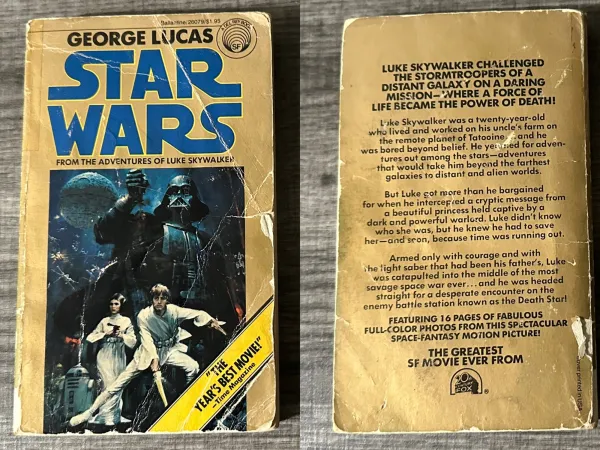 Ballantine/26079/$1.95
DEL REY BOOK
SF
GEORGE LUCAS
STAR
WARS
FROM THE ADVENTURES OF LUKE SKYWALKER
"THE
YEAR'S BEST MOVIE!"
—Time Magazine
LUKE SKYWALKER CHALLENGED
THE STORMTROOPERS OF A
DISTANT GALAXY ON A DARING
MISSION—WHERE A FORCE OF
LIFE BECAME THE POWER OF DEATH!
Luke Skywalker was a twenty-year-old
who lived and worked on his uncle's farm on
the remote planet of Tatooine and he
was bored beyond belief. He yearned for adven-
tures out among the stars—adventures
that would take him beyond the farthest
galaxies to distant and alien worlds.
But Luke got more than he bargained
for when he intercepted a cryptic message from
a beautiful princess held captive by a
dark and powerful warlord. Luke didn't know
who she was, but he knew he had to save
her—and soon, because time was running out.
Armed only with courage and with
the light saber that had been his father's, Luke
was catapulted into the middle of the most
savage space war ever... and he was headed
straight for a desperate encounter on the
enemy battle station known as the Death Star!
FEATURING 16 PAGES OF FABULOUS
FULL-COLOR PHOTOS FROM THIS SPECTACULAR
SPACE-FANTASY MOTION PICTURE!
THE GREATEST
SF MOVIE EVER FROM
20
FOX